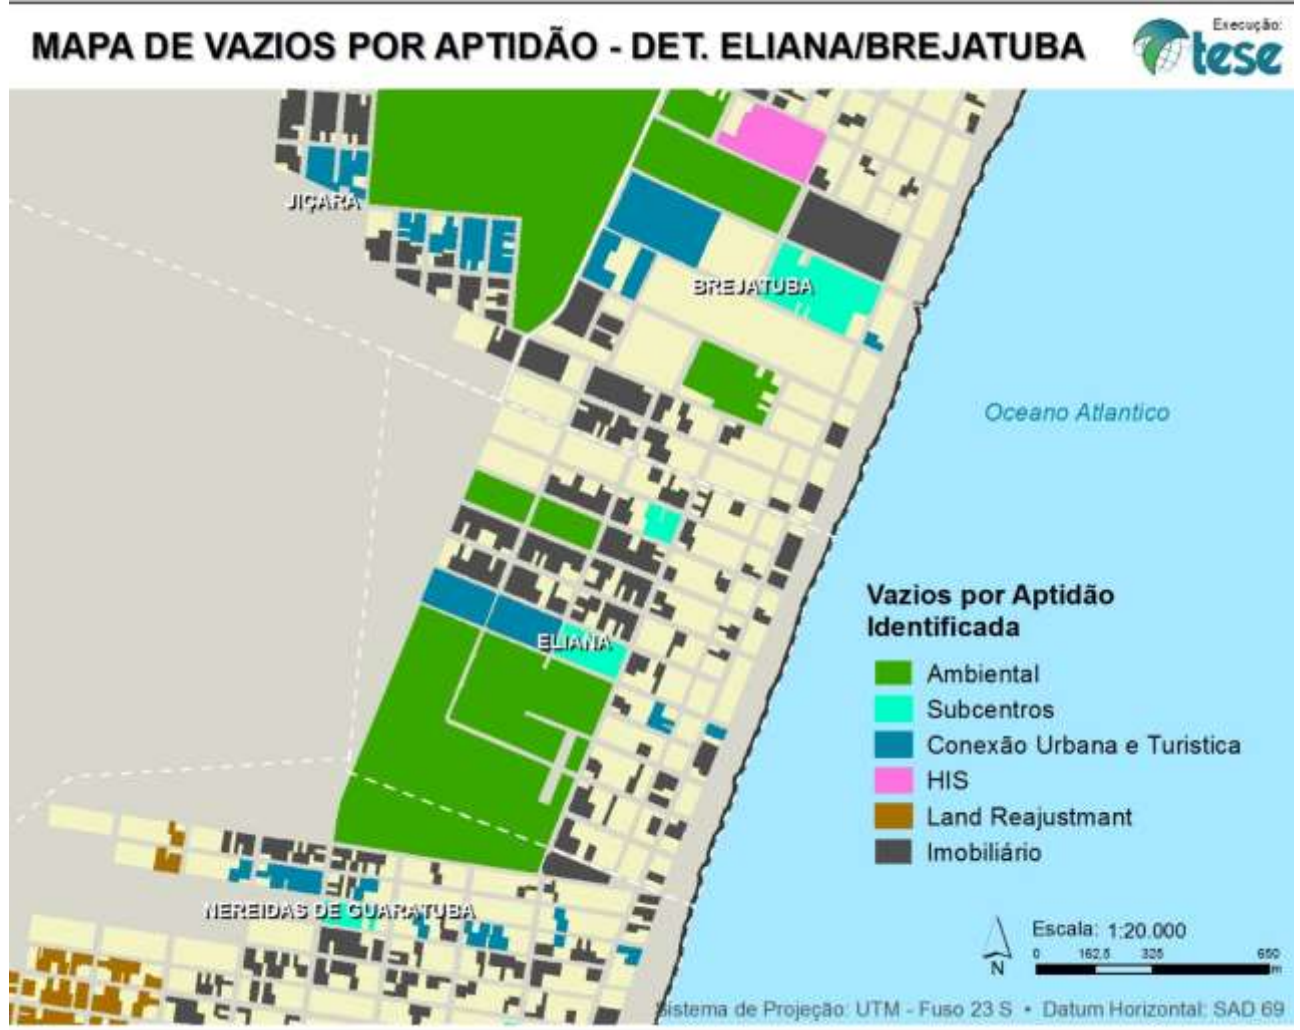 MAPA DE VAZIOS POR APTIDÃO - DET. ELIANA/BREJATUBA
Execução:
tese
JIÇARA
BREJATUBA
Oceano Atlantico
ELIANA
NEREIDAS DE GUARATUBA
Vazios por Aptidão
Identificada
Ambiental
Subcentros
Conexão Urbana e Turistica
HIS
Land Reajustmant
Imobiliário
N
Escala: 1:20.000
0 162,5 325 650
m
Sistema de Projeção: UTM - Fuso 23 S • Datum Horizontal: SAD 69